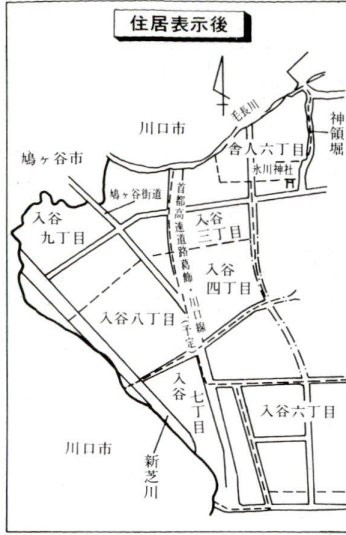 住居表示後
川口市
毛長川
舎人六丁目
氷川神社
神領堀
鳩ヶ谷市
鳩ヶ谷街道
首都高速道路葛飾・川口線(予定)
入谷
九丁目
入谷
三丁目
入谷
四丁目
入谷八丁目
入谷
七丁目
入谷六丁目
川口市
新芝川